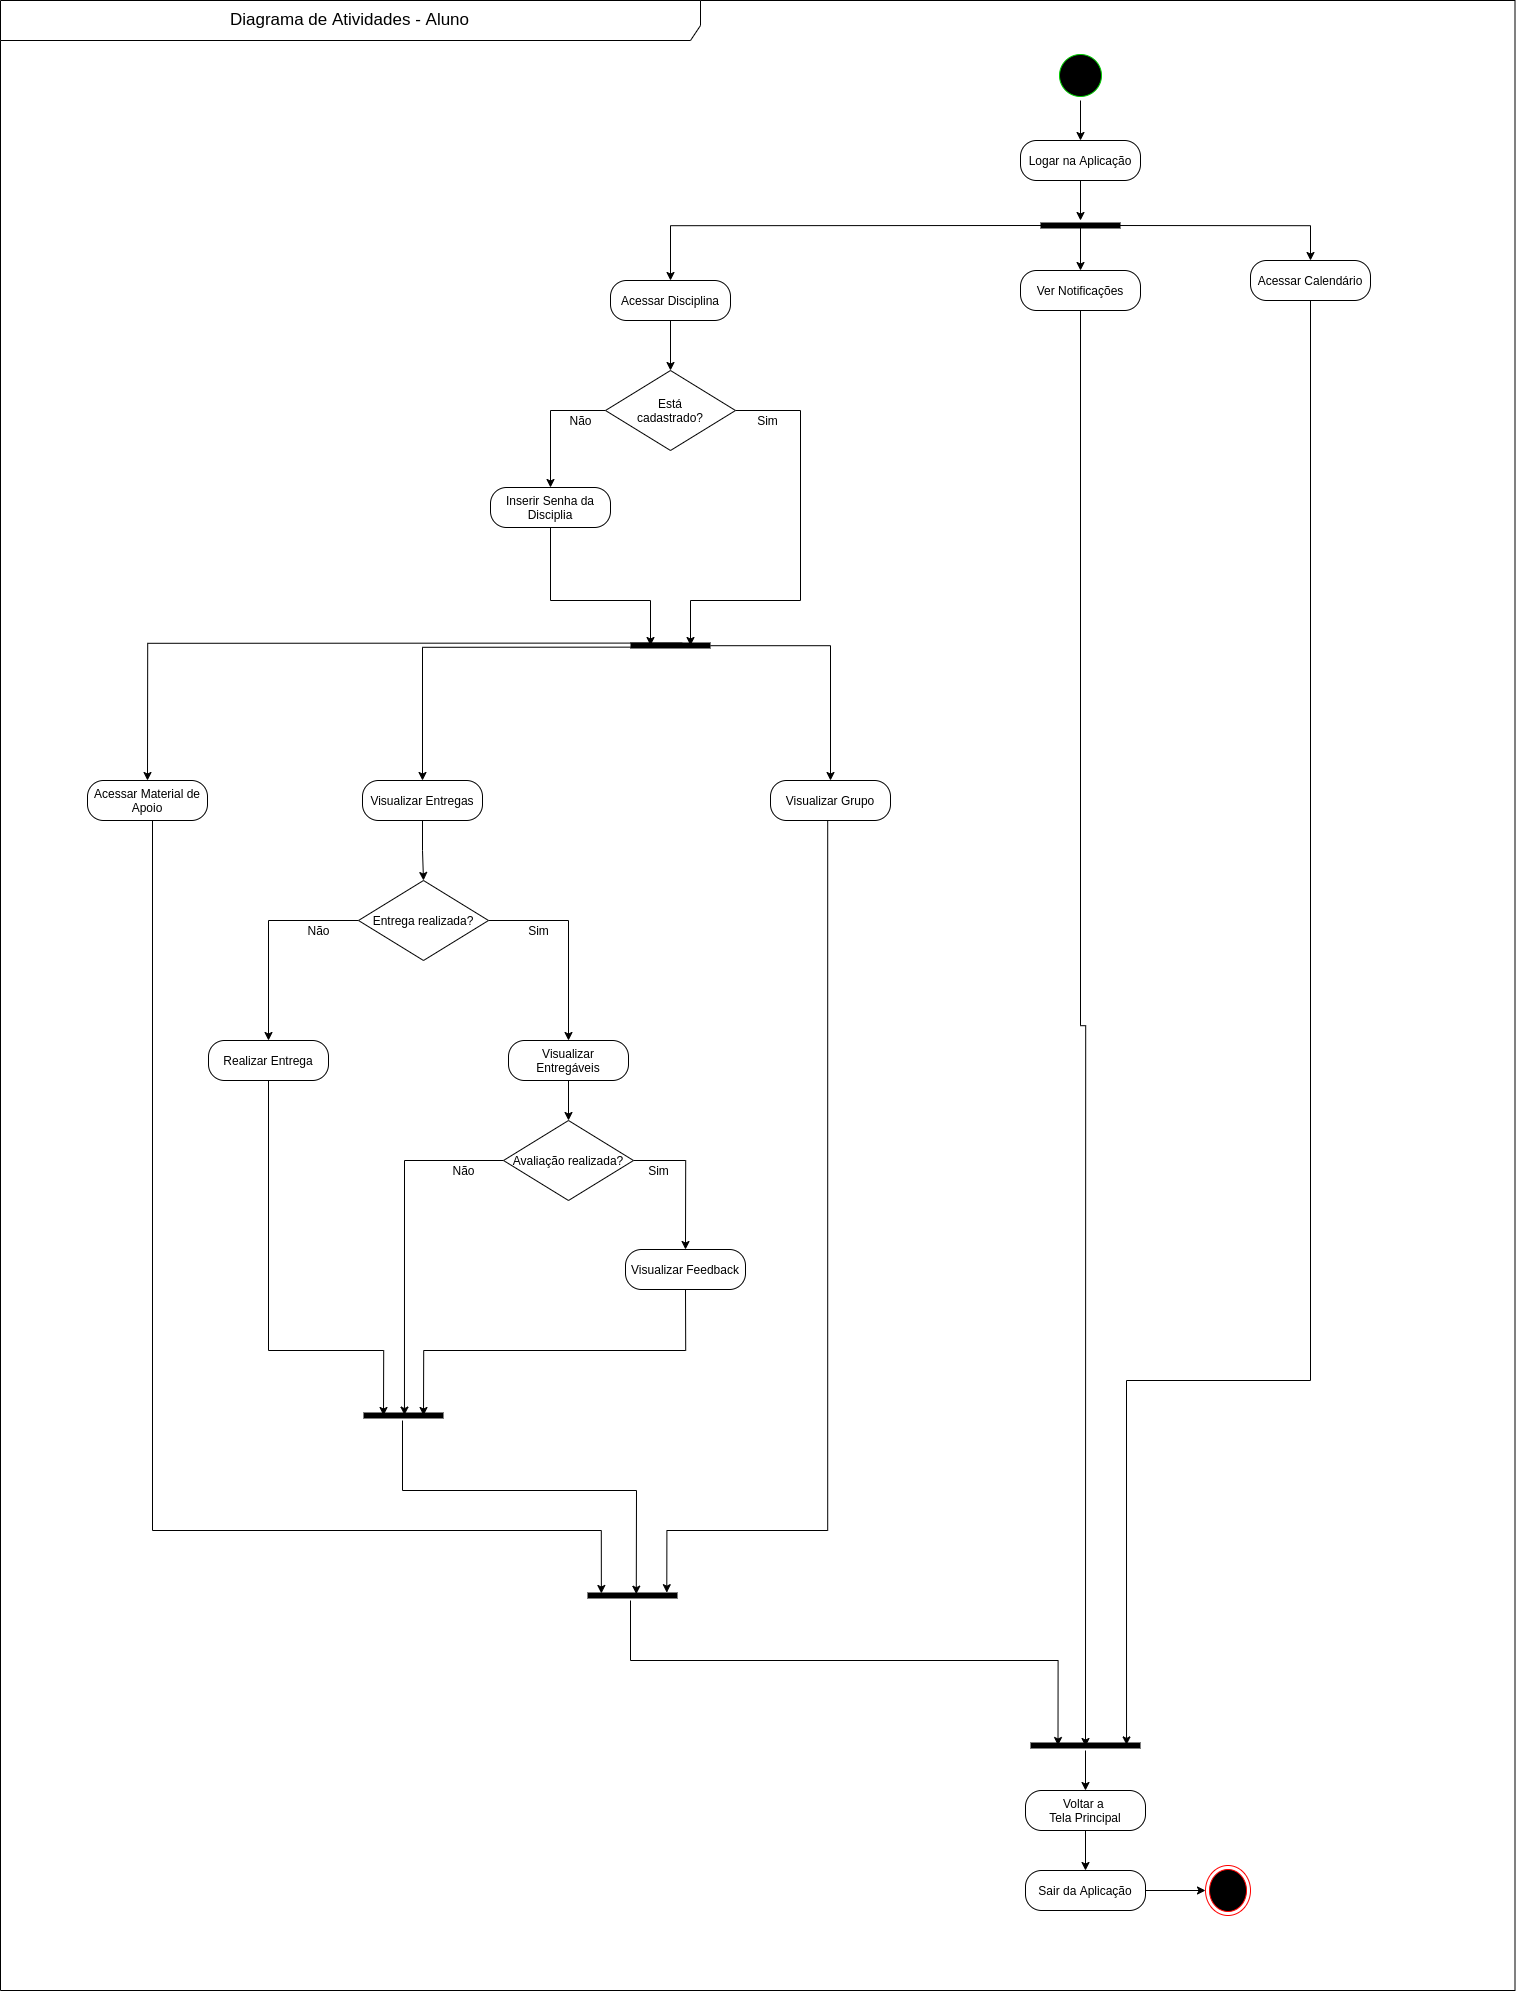 Diagrama de Atividades - Aluno
Logar na Aplicação
Acessar Disciplina
Ver Notificações
Acessar Calendário
Está
cadastrado?
Não
Sim
Inserir Senha da
Disciplia
Acessar Material de
Apoio
Visualizar Entregas
Visualizar Grupo
Entrega realizada?
Não
Sim
Realizar Entrega
Visualizar
Entregáveis
Avaliação realizada?
Não
Sim
Visualizar Feedback
Voltar a
Tela Principal
Sair da Aplicação